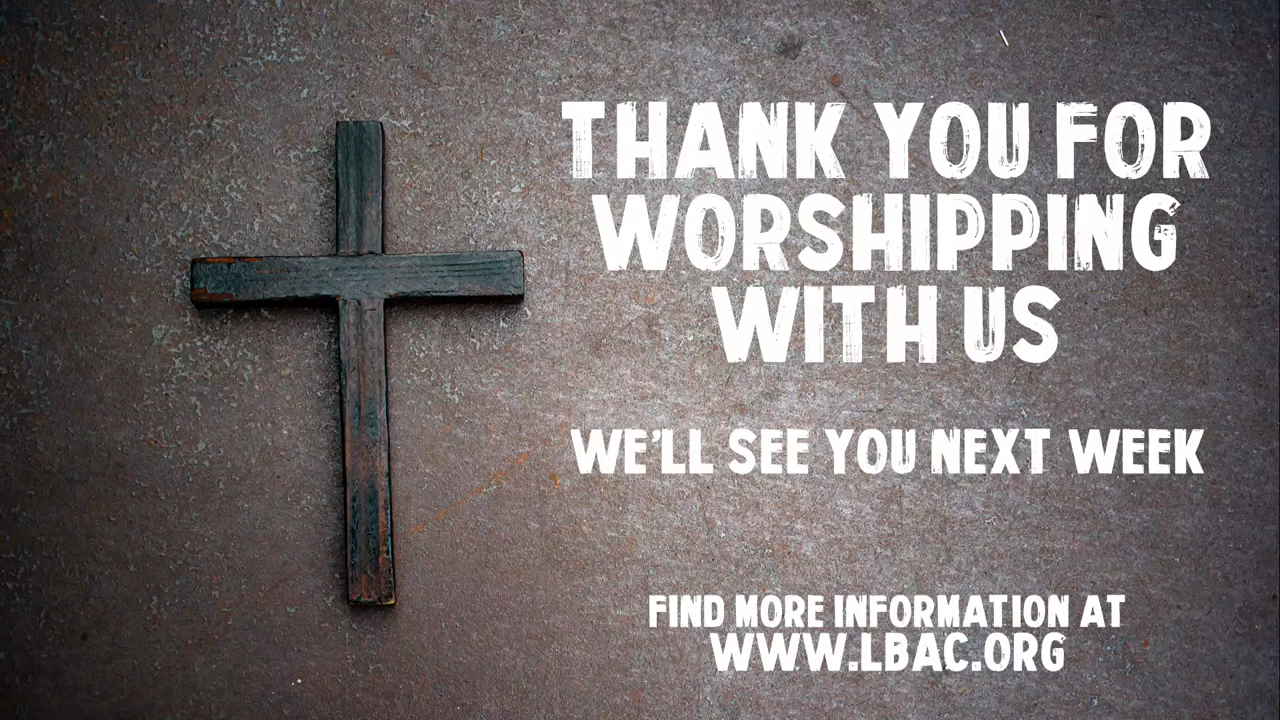 THANK YOU FOR
WORSHIPPING
WITH US
WE'LL SEE YOU NEXT WEEK
FIND MORE INFORMATION AT
WWW.LBAC.ORG